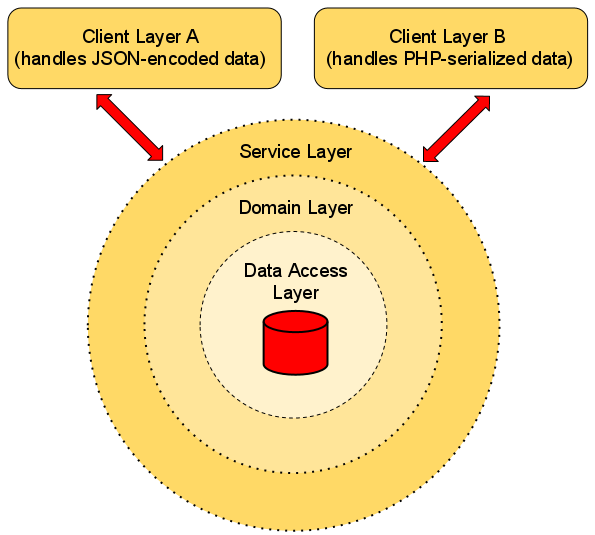 Client Layer A
(handles JSON-encoded data)
Client Layer B
(handles PHP-serialized data)
Service Layer
Domain Layer
Data Access
Layer